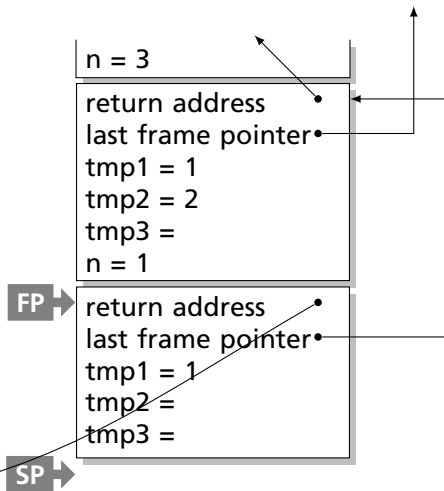 n = 3
return address
last frame pointer
tmp1 = 1
tmp2 = 2
tmp3 =
n = 1
FP
return address
last frame pointer
tmp1 = 1
tmp2 =
tmp3 =
SP